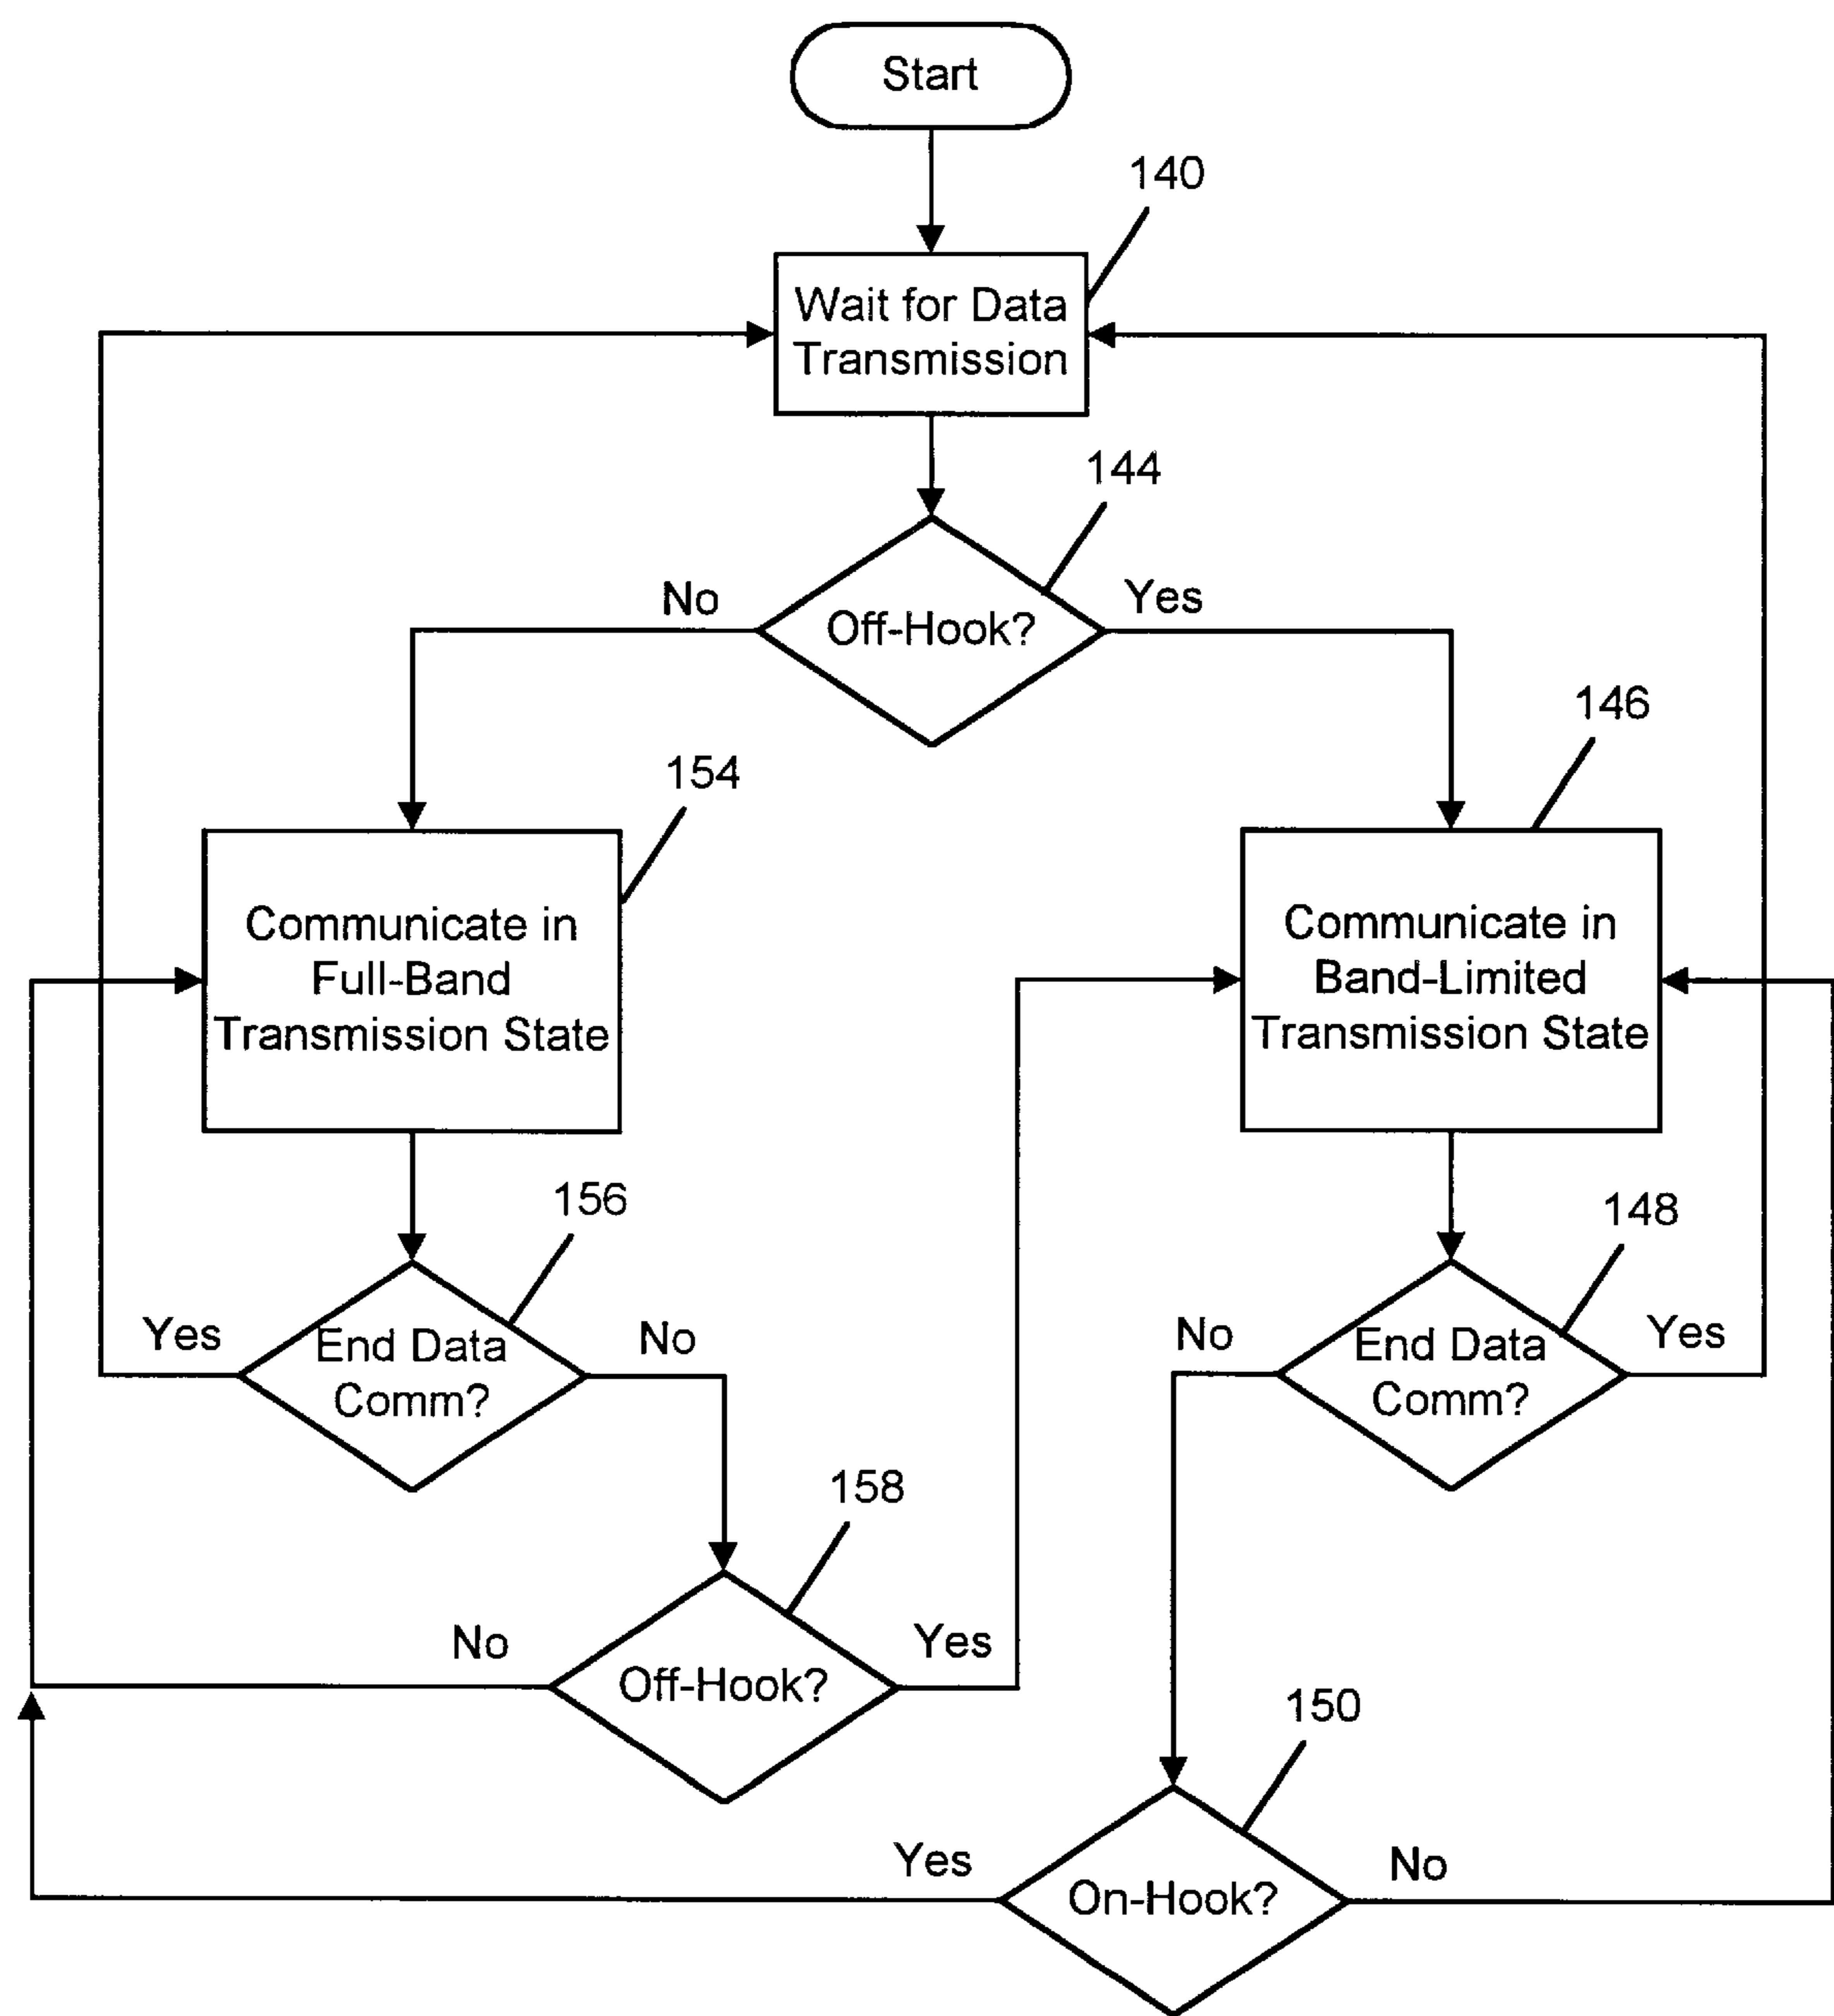 Start
140
Wait for Data
Transmission
144
No
Yes
Off-Hook?
146
154
Communicate in
Full-Band
Transmission State
Communicate in
Band-Limited
Transmission State
156
148
Yes
End Data
Comm?
No
No
End Data
Comm?
Yes
158
No
Off-Hook?
Yes
150
Yes
On-Hook?
No